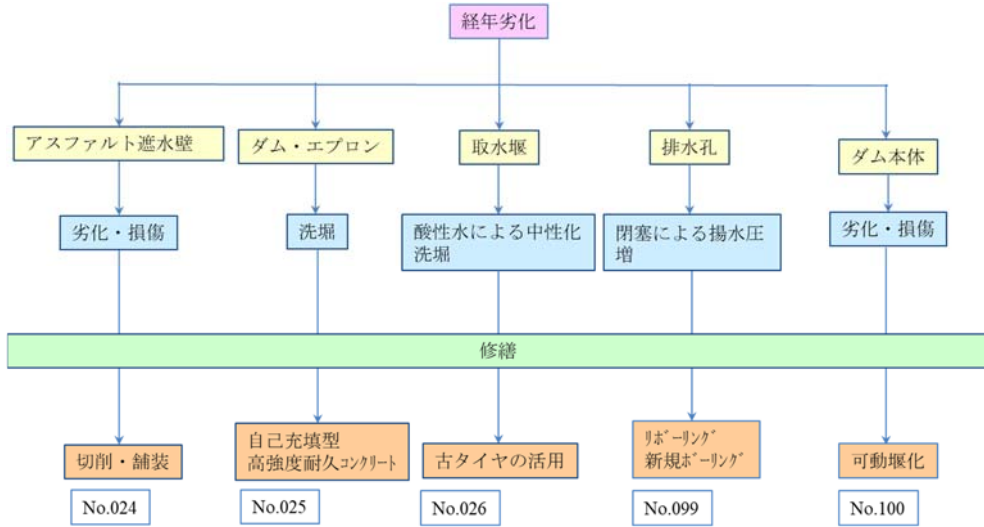 経年劣化
アスファルト遮水壁
ダム・エプロン
取水堰
排水孔
ダム本体
劣化・損傷
洗堀
酸性水による中性化
洗堀
閉塞による揚水圧
増
劣化・損傷
修繕
切削・舗装
自己充填型
高強度耐久ｺﾝｸﾘｰﾄ
古タイヤの活用
ﾘﾎﾞｰﾘﾝｸﾞ
新規ﾎﾞｰﾘﾝｸﾞ
可動堰化
No.024
No.025
No.026
No.099
No.100